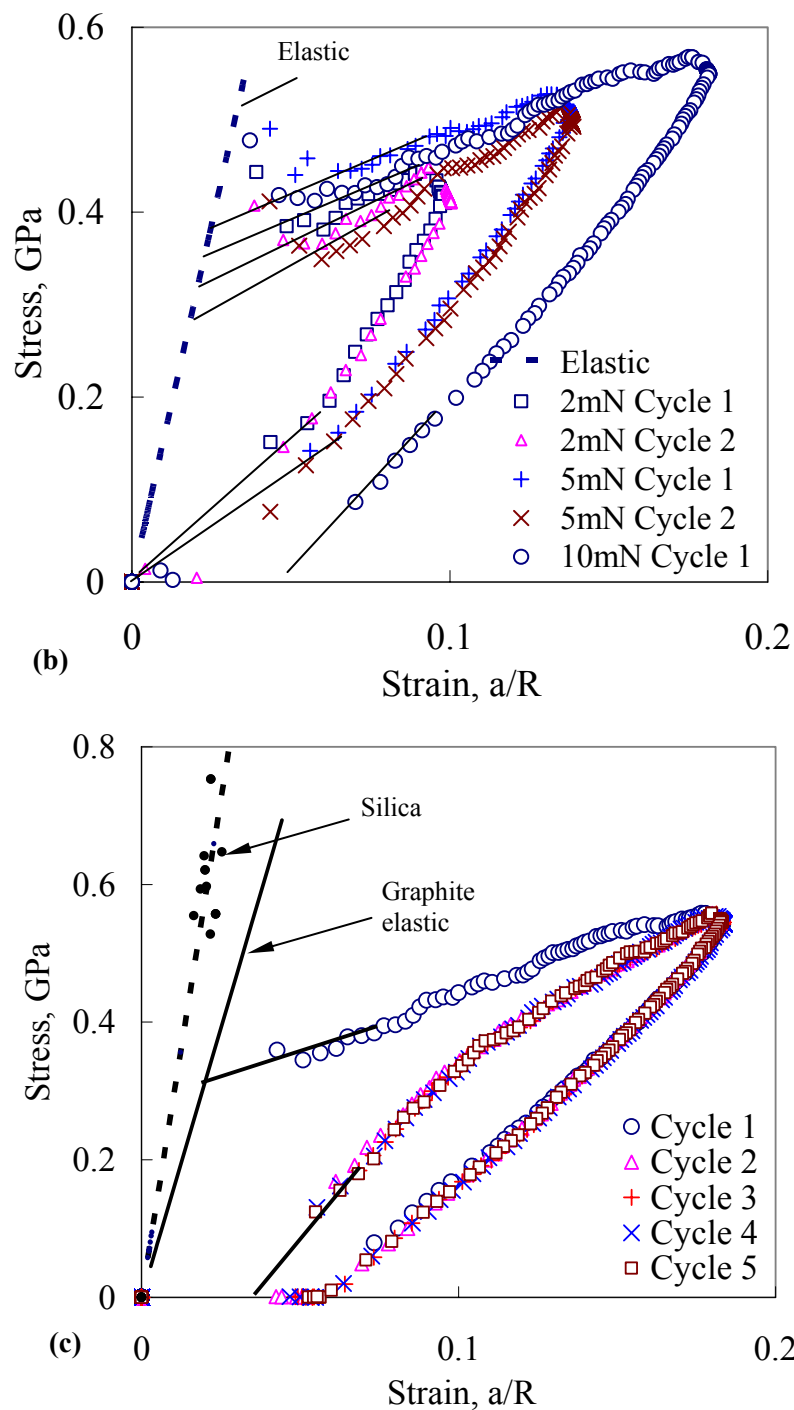 0.6
Elastic
0.4
Stress, GPa
0.2
Elastic
2mN Cycle 1
2mN Cycle 2
5mN Cycle 1
5mN Cycle 2
10mN Cycle 1
0
0
0.1
0.2
(b)
Strain, a/R
0.8
Silica
0.6
Graphite
elastic
Stress, GPa
0.4
0.2
Cycle 1
Cycle 2
Cycle 3
Cycle 4
Cycle 5
0
(c)
0
0.1
0.2
Strain, a/R